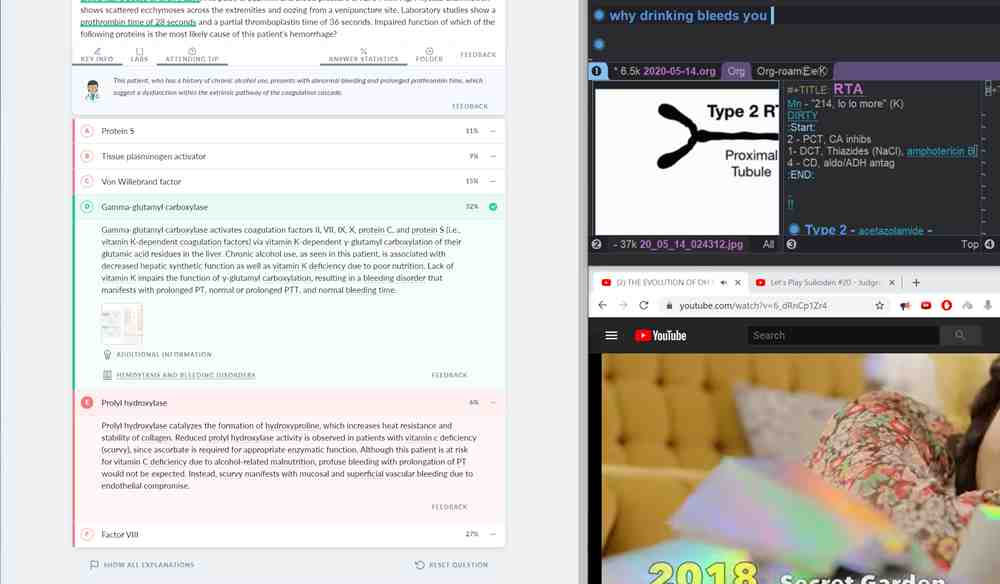 shows scattered ecchymoses across the extremities and oozing from a venipuncture site. Laboratory studies show a
prothrombin time of 28 seconds and a partial thromboplastin time of 36 seconds. Impaired function of which of the
following proteins is the most likely cause of this patient's hemorrhage?
KEY INFO LABS ATTENDING TIP ANSWER STATISTICS FOLDER FEEDBACK
This patient, who has a history of chronic alcohol use, presents with abnormal bleeding and prolonged prothrombin time, which
suggest a dysfunction within the extrinsic pathway of the coagulation cascade.
FEEDBACK
A Protein S 11%
B Tissue plasminogen activator 9%
C Von Willebrand factor 15%
D Gamma-glutamyl carboxylase 32%
Gamma-glutamyl carboxylase activates coagulation factors II, VII, IX, X, protein C, and protein S (i.e.,
vitamin K-dependent coagulation factors) via vitamin K-dependent γ-glutamyl carboxylation of their
glutamic acid residues in the liver. Chronic alcohol use, as seen in this patient, is associated with
decreased hepatic synthetic function as well as vitamin K deficiency due to poor nutrition. Lack of
vitamin K impairs the function of γ-glutamyl carboxylation, resulting in a bleeding disorder that
manifests with prolonged PT, normal or prolonged PTT, and normal bleeding time.
ADDITIONAL INFORMATION
HEMOSTASIS AND BLEEDING DISORDERS FEEDBACK
E Prolyl hydroxylase 6%
Prolyl hydroxylase catalyzes the formation of hydroxyproline, which increases heat resistance and
stability of collagen. Reduced prolyl hydroxylase activity is observed in patients with vitamin c deficiency
(scurvy), since ascorbate is required for appropriate enzymatic function. Although this patient is at risk
for vitamin C deficiency due to alcohol-related malnutrition, profuse bleeding with prolongation of PT
would not be expected. Instead, scurvy manifests with mucosal and superficial vascular bleeding due to
endothelial compromise.
FEEDBACK
F Factor VIII 27%
SHOW ALL EXPLANATIONS RESET QUESTION
why drinking bleeds you
1 * 6.5k 2020-05-14.org Org Org-roam
Type 2 RT
Proximal
Tubule
#+TITLE: RTA
Mn - "214, lo lo more" (K)
DIRTY
:Start:
2 - PCT, CA inhibs
1- DCT, Thiazides (NaCl), amphotericin B
4 - CD, aldo/ADH antag
:END:
!!
Type 2 - acetazolamide -
2 - 37k 20_05_14_024312.jpg All 3 Top 4
(2) THE EVOLUTION OF Let's Play Suikoden #20 - Judgr
youtube.com/watch?v=6_dRnCp1Zr4
YouTube Search
2018 Secret Garden